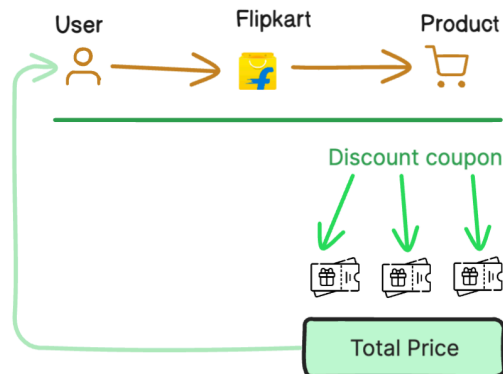 User
Flipkart
Product
Discount coupon
Total Price